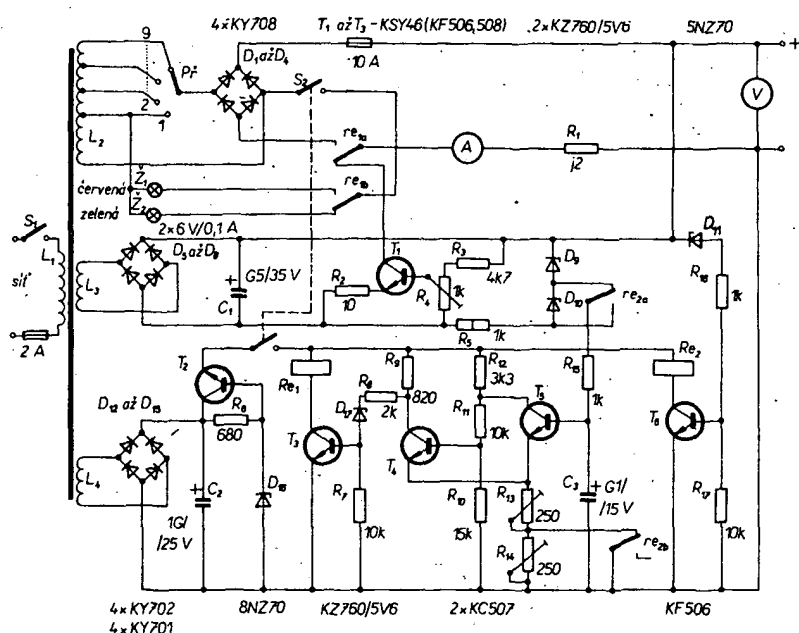 4×KY708
T₁ až T₃ - KSY46 (KF506, 508)
2×KZ760/5V6
5NZ70
9
Př
2
1
L₂
D₁ až D₄
S₂
10 A
+
V
re₁ₐ
A
R₁
j2
-
červená
Ž₁
zelená
Ž₂
re₁b
2×6 V/0,1 A
D₅ až D₈
S₁
L₁
síť
2 A
L₃
+ G5/35 V
C₁
R₂
10
T₁
R₃
4k7
R₄
1k
R₅
1k
D₉
D₁₀
re₂ₐ
D₁₁
R₁₆
1k
T₂
Re₁
R₉
820
R₁₂
3k3
R₁₅
1k
Re₂
D₁₂ až D₁₅
R₆
680
D₁₇
R₈
2k
R₁₁
10k
T₅
T₃
T₄
T₆
L₄
C₂
+
1G/
/25 V
D₁₆
R₇
10k
R₁₀
15k
R₁₃
250
R₁₄
250
C₃
+ G1/
/15 V
re₂b
R₁₇
10k
4×KY702
4×KY701
8NZ70
KZ760/5V6
2×KC507
KF506